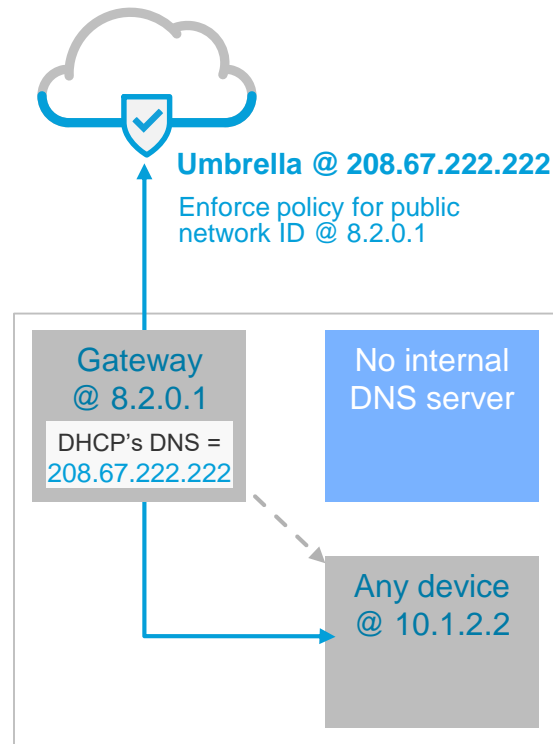 Umbrella @ 208.67.222.222
Enforce policy for public
network ID @ 8.2.0.1
Gateway
@ 8.2.0.1
DHCP's DNS =
208.67.222.222
No internal
DNS server
Any device
@ 10.1.2.2